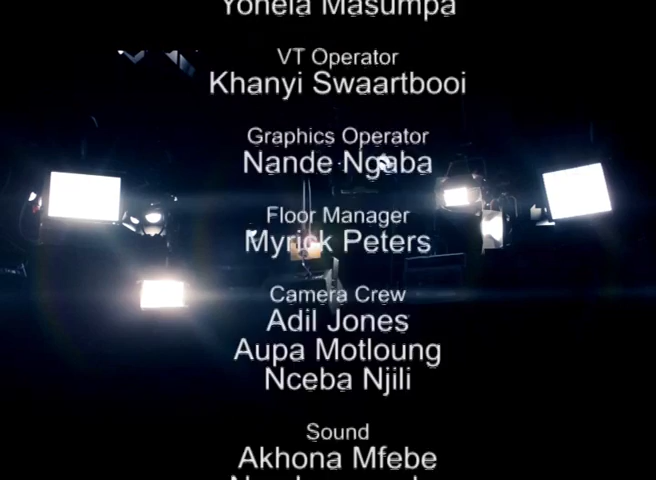 Yonela Masumpa
VT Operator
Khanyi Swaartbooi
Graphics Operator
Nande Ngaba
Floor Manager
Myrick Peters
Camera Crew
Adil Jones
Aupa Motloung
Nceba Njili
Sound
Akhona Mfebe